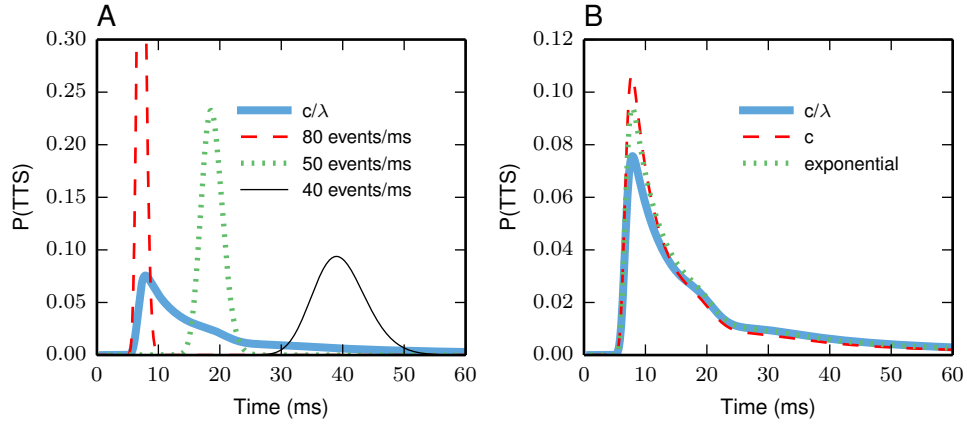 A
P(TTS)
0.30
0.25
0.20
0.15
0.10
0.05
0.00
c/λ
80 events/ms
50 events/ms
40 events/ms
0 10 20 30 40 50 60
Time (ms)
B
P(TTS)
0.12
0.10
0.08
0.06
0.04
0.02
0.00
c/λ
c
exponential
0 10 20 30 40 50 60
Time (ms)